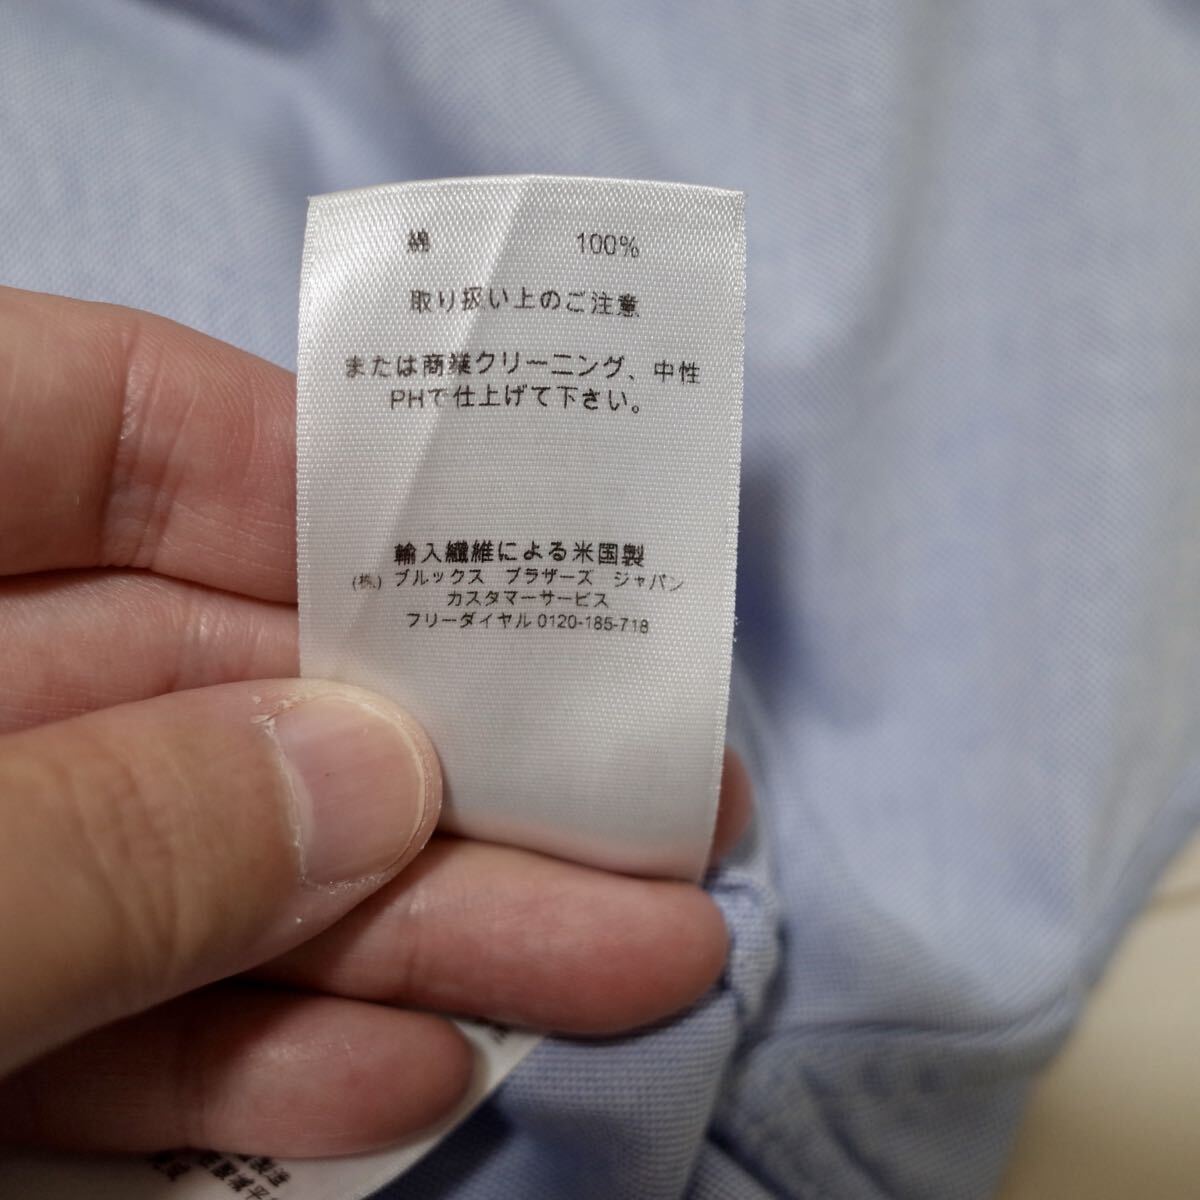 綿 100%
取り扱い上のご注意
または商業クリーニング、中性
PHで仕上げて下さい。
輸入繊維による米国製
(株) ブルックス ブラザーズ ジャパン
カスタマーサービス
フリーダイヤル 0120-185-718